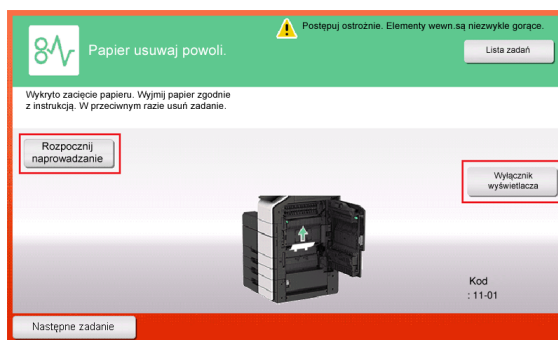 Postępuj ostrożnie. Elementy wewn.są niezwykle gorące.
Papier usuwaj powoli.
Lista zadań
Wykryto zacięcie papieru. Wyjmij papier zgodnie
z instrukcją. W przeciwnym razie usuń zadanie.
Rozpocznij
naprowadzanie
Wyłącznik
wyświetlacza
Kod
: 11-01
Następne zadanie